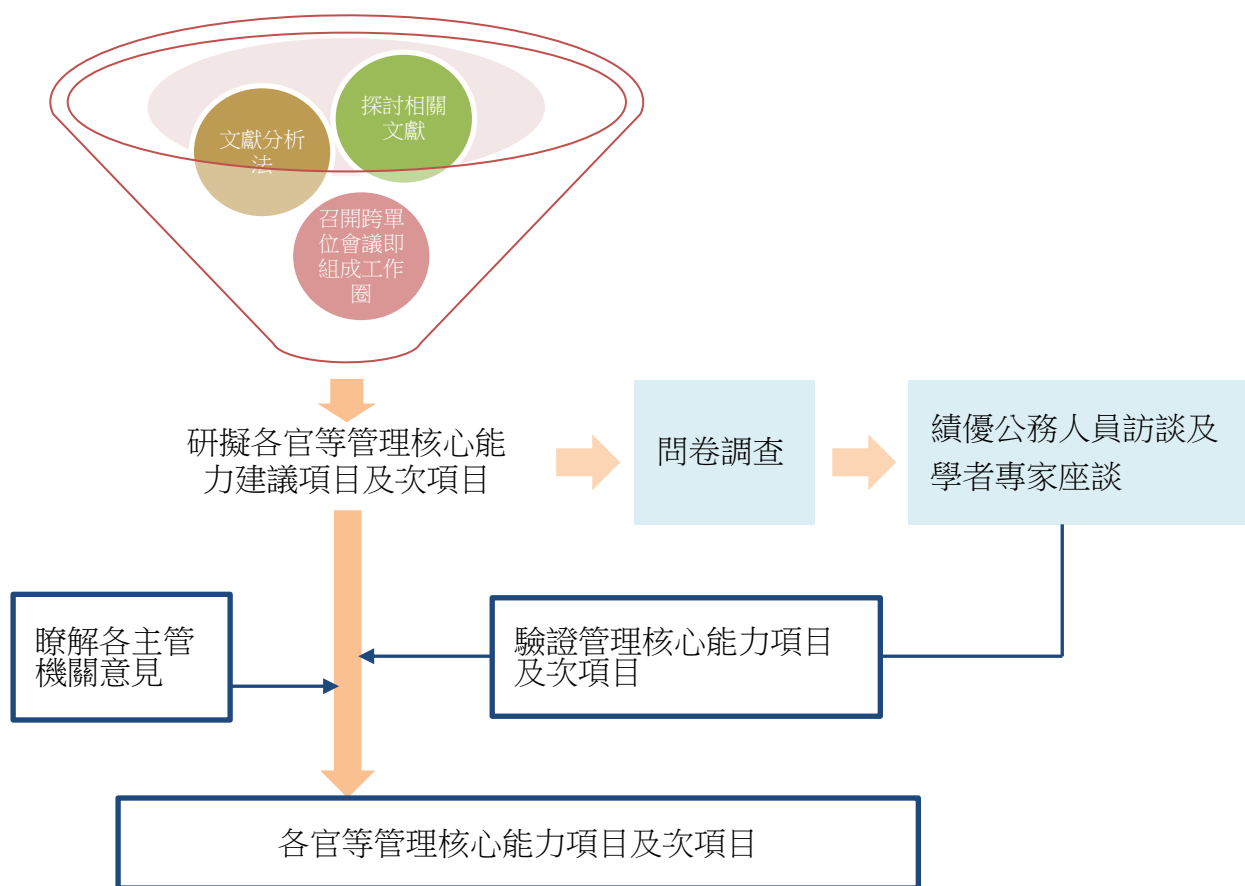 文獻分析
法
探討相關
文獻
召開跨單
位會議即
組成工作
圈
研擬各官等管理核心能
力建議項目及次項目
問卷調查
績優公務人員訪談及
學者專家座談
瞭解各主管
機關意見
驗證管理核心能力項目
及次項目
各官等管理核心能力項目及次項目